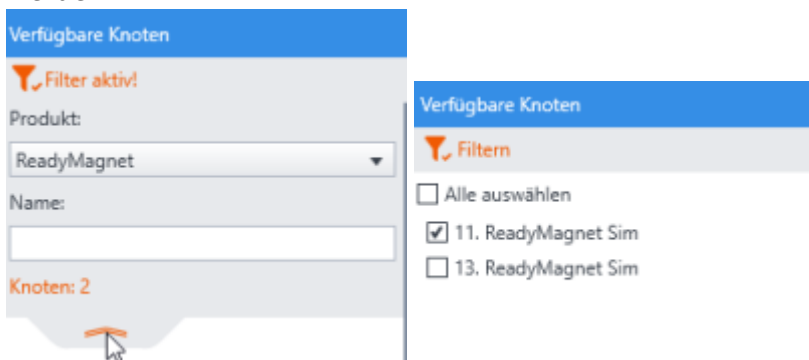 Verfügbare Knoten
Filter aktiv!
Produkt:
ReadyMagnet
Name:
Knoten: 2
Verfügbare Knoten
Filtern
Alle auswählen
11. ReadyMagnet Sim
13. ReadyMagnet Sim